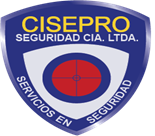 CISEPRO
SEGURIDAD CIA. LTDA.
SERVICIOS EN SEGURIDAD